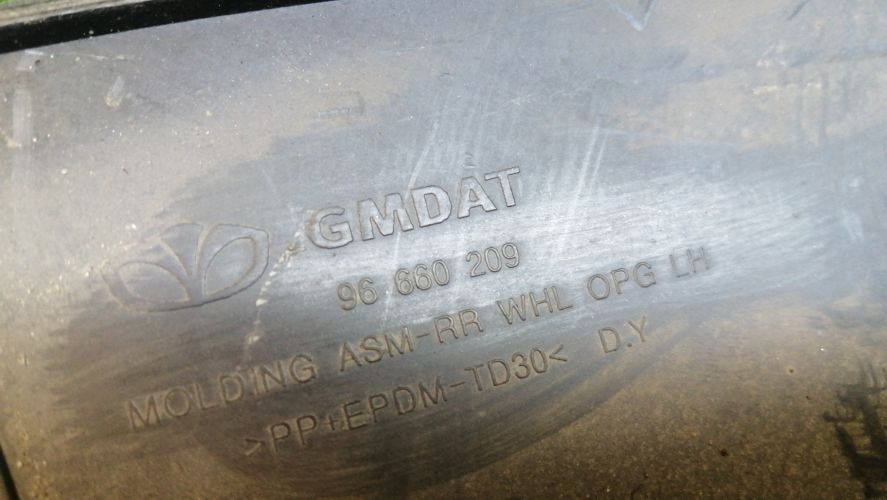 GMDAT
96 660 209
MOLDING ASM-RR WHL OPG LH
>PP+EPDM-TD30< D.Y